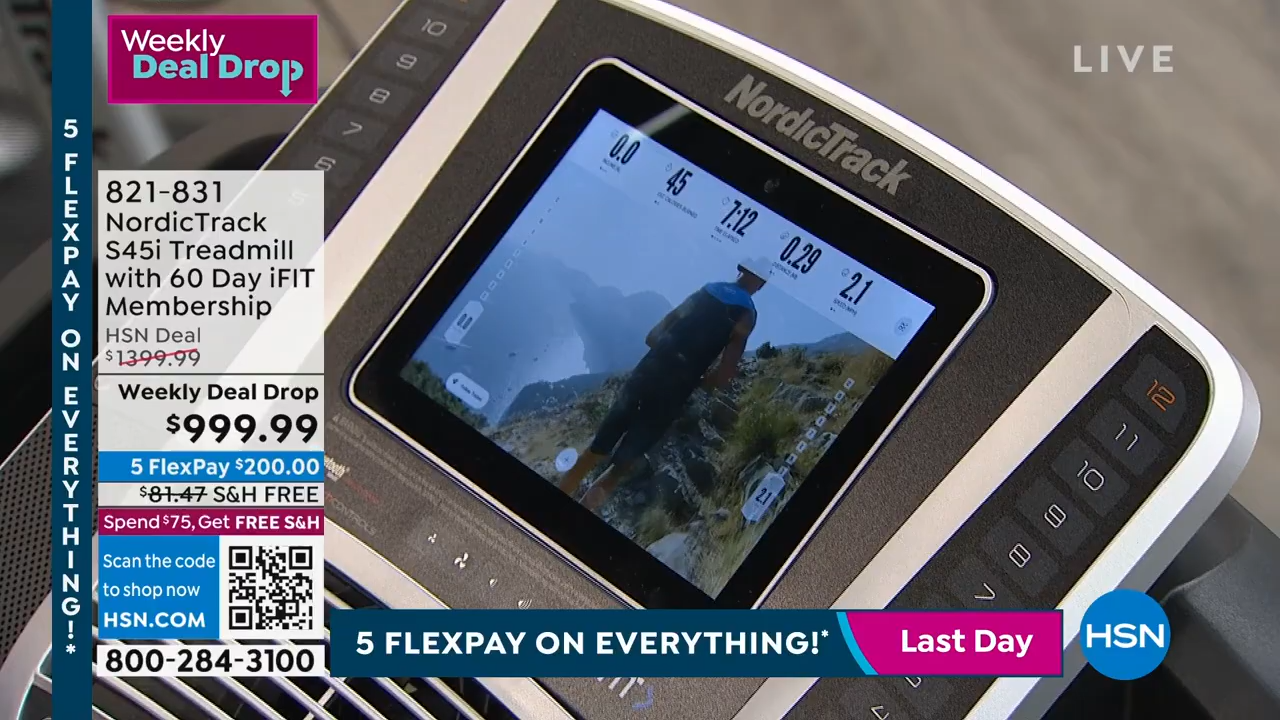 Weekly
Deal Drop
LIVE
5 FLEXPAY ON EVERYTHING!*
821-831
NordicTrack
S45i Treadmill
with 60 Day iFIT
Membership
HSN Deal
$1399.99
Weekly Deal Drop
$999.99
5 FlexPay $200.00
$81.47 S&H FREE
Spend $75, Get FREE S&H
Scan the code
to shop now
HSN.COM
800-284-3100
10
9
8
7
6
5
NordicTrack
0.0
45
7:12
0.29
2.1
2.1
12
11
10
9
8
7
5 FLEXPAY ON EVERYTHING!*
Last Day
HSN